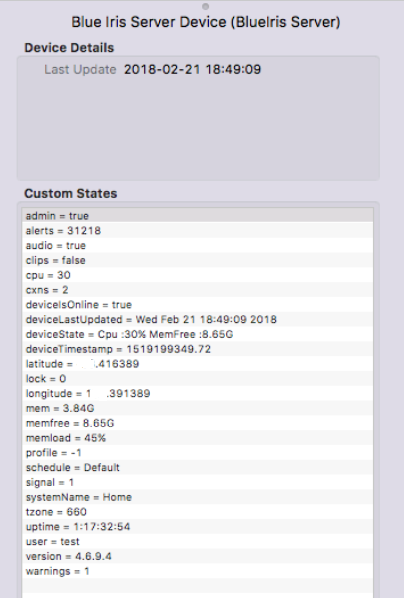 Blue Iris Server Device (BlueIris Server)
Device Details
Last Update 2018-02-21 18:49:09
Custom States
admin = true
alerts = 31218
audio = true
clips = false
cpu = 30
cxns = 2
deviceIsOnline = true
deviceLastUpdated = Wed Feb 21 18:49:09 2018
deviceState = Cpu :30% MemFree :8.65G
deviceTimestamp = 1519199349.72
latitude = .416389
lock = 0
longitude = 1 .391389
mem = 3.84G
memfree = 8.65G
memload = 45%
profile = -1
schedule = Default
signal = 1
systemName = Home
tzone = 660
uptime = 1:17:32:54
user = test
version = 4.6.9.4
warnings = 1